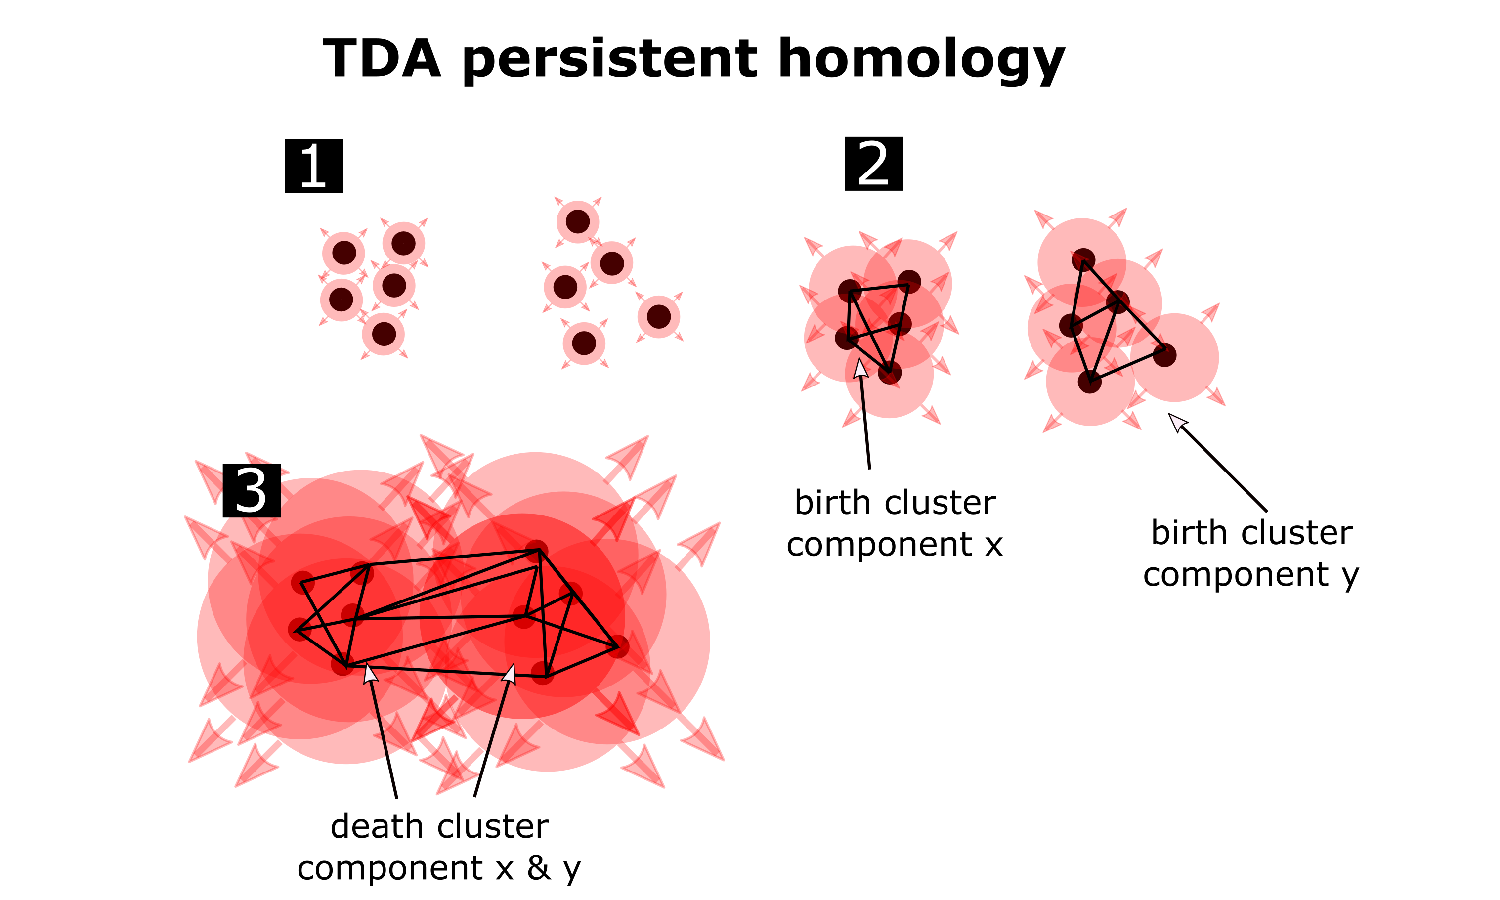 TDA persistent homology
1
2
birth cluster
component x
birth cluster
component y
3
death cluster
component x & y